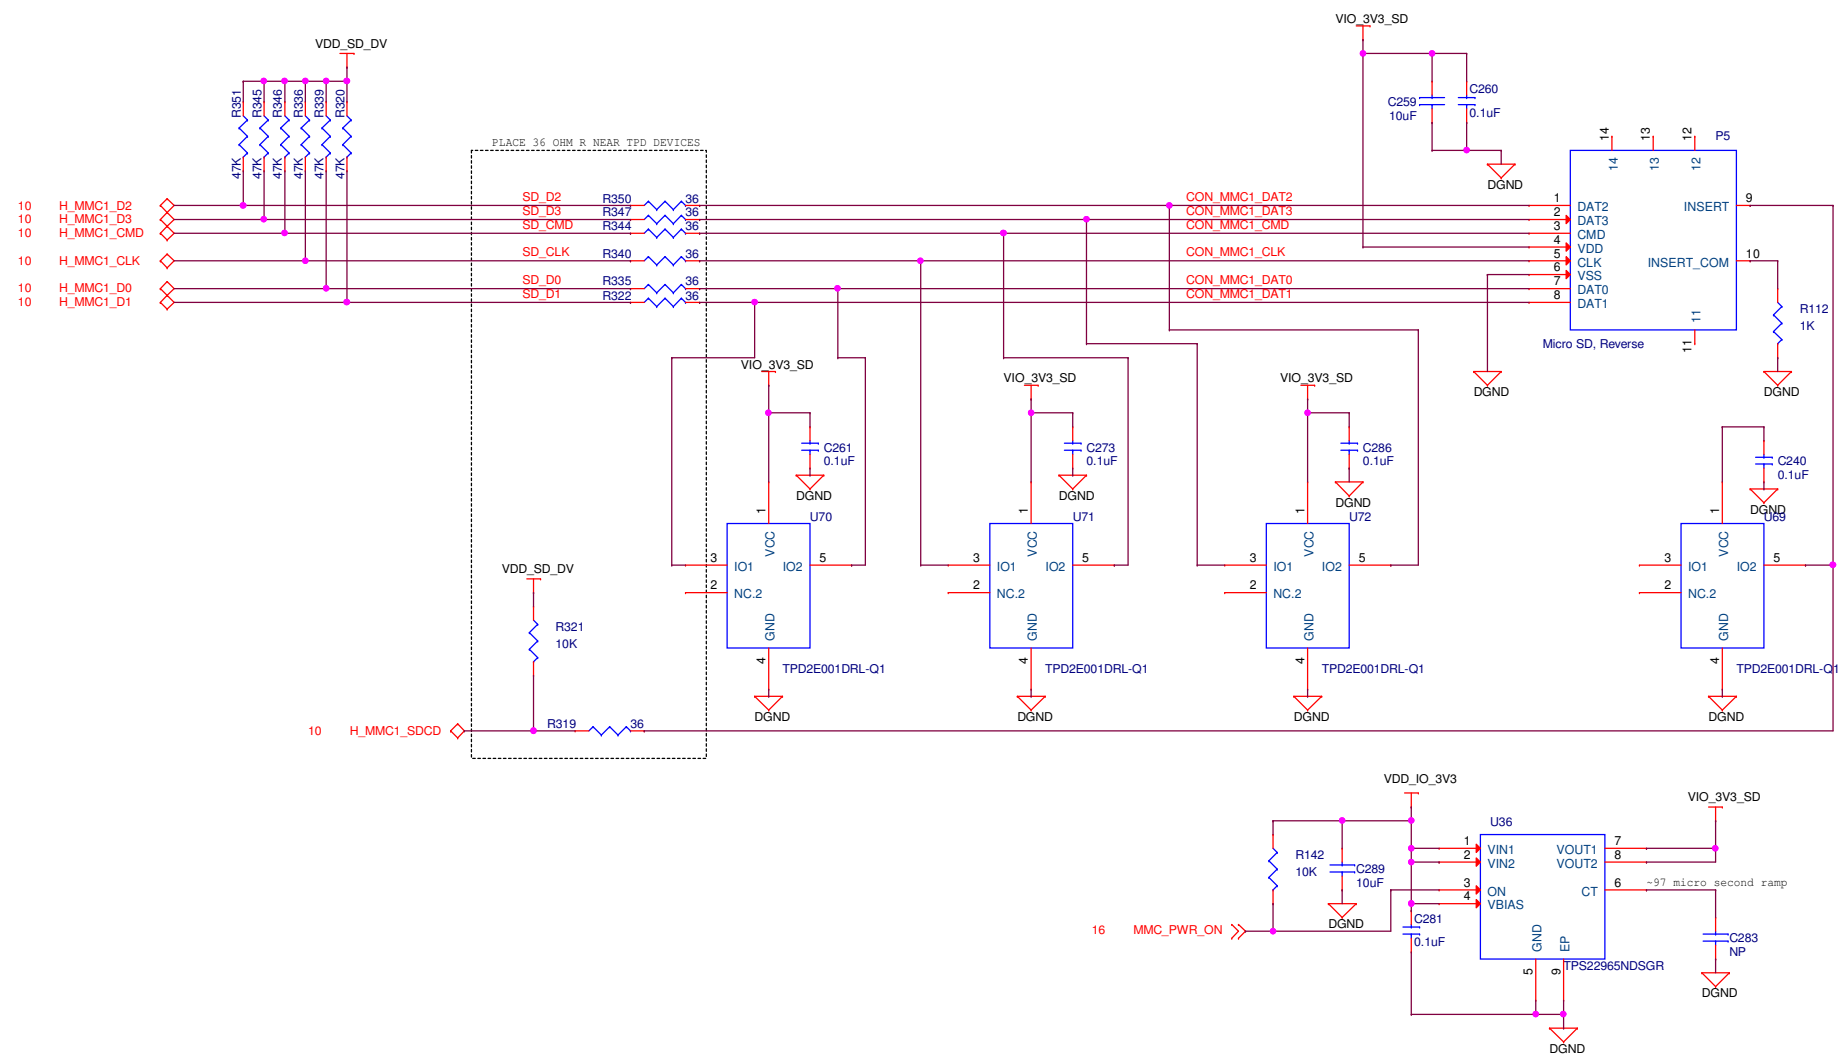 VIO_3V3_SD
VDD_SD_DV
R351
R345
R346
R336
R339
R320
47K
47K
47K
47K
47K
47K
C259
10uF
C260
0.1uF
DGND
PLACE 36 OHM R NEAR TPD DEVICES
P5
14
13
12
14
13
12
10 H_MMC1_D2 SD_D2 R350 36 CON_MMC1_DAT2 1 DAT2 INSERT 9
10 H_MMC1_D3 SD_D3 R347 36 CON_MMC1_DAT3 2 DAT3
10 H_MMC1_CMD SD_CMD R344 36 CON_MMC1_CMD 3 CMD
4 VDD
10 H_MMC1_CLK SD_CLK R340 36 CON_MMC1_CLK 5 CLK INSERT_COM 10
6 VSS
10 H_MMC1_D0 SD_D0 R335 36 CON_MMC1_DAT0 7 DAT0
10 H_MMC1_D1 SD_D1 R322 36 CON_MMC1_DAT1 8 DAT1
11
11
Micro SD, Reverse
R112
1K
DGND
DGND
VIO_3V3_SD
C261
0.1uF
DGND
U70
1
VCC
3 IO1 IO2 5
2 NC.2
GND
4
TPD2E001DRL-Q1
DGND
VIO_3V3_SD
C273
0.1uF
DGND
U71
1
VCC
3 IO1 IO2 5
2 NC.2
GND
4
TPD2E001DRL-Q1
DGND
VIO_3V3_SD
C286
0.1uF
DGND
U72
1
VCC
3 IO1 IO2 5
2 NC.2
GND
4
TPD2E001DRL-Q1
DGND
C240
0.1uF
DGND
U69
1
VCC
3 IO1 IO2 5
2 NC.2
GND
4
TPD2E001DRL-Q1
DGND
VDD_SD_DV
R321
10K
10 H_MMC1_SDCD R319 36
VDD_IO_3V3
VIO_3V3_SD
U36
R142
10K
C289
10uF
DGND
1 VIN1 VOUT1 7
2 VIN2 VOUT2 8
3 ON CT 6 ~97 micro second ramp
4 VBIAS
C281
0.1uF
GND
EP
5
9
TPS22965NDSGR
C283
NP
DGND
16 MMC_PWR_ON
DGND